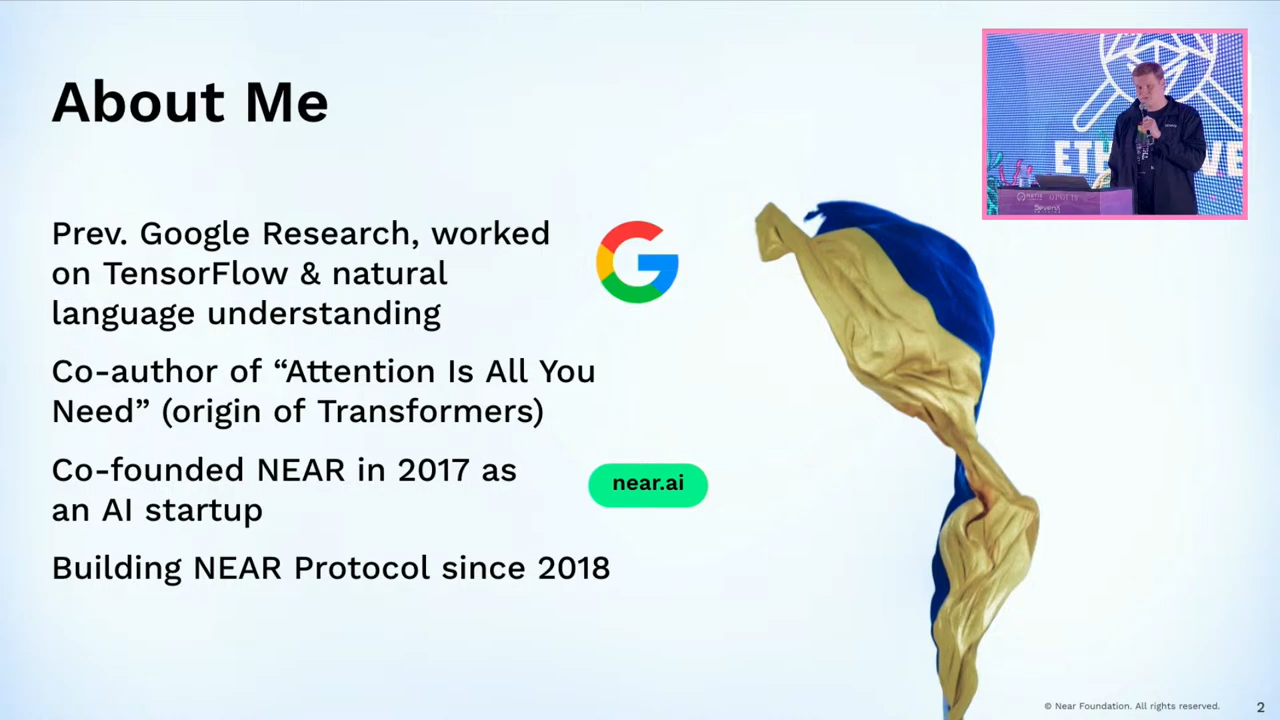 About Me
Prev. Google Research, worked
on TensorFlow & natural
language understanding
Co-author of “Attention Is All You
Need” (origin of Transformers)
Co-founded NEAR in 2017 as
an AI startup
near.ai
Building NEAR Protocol since 2018
© Near Foundation. All rights reserved.
2